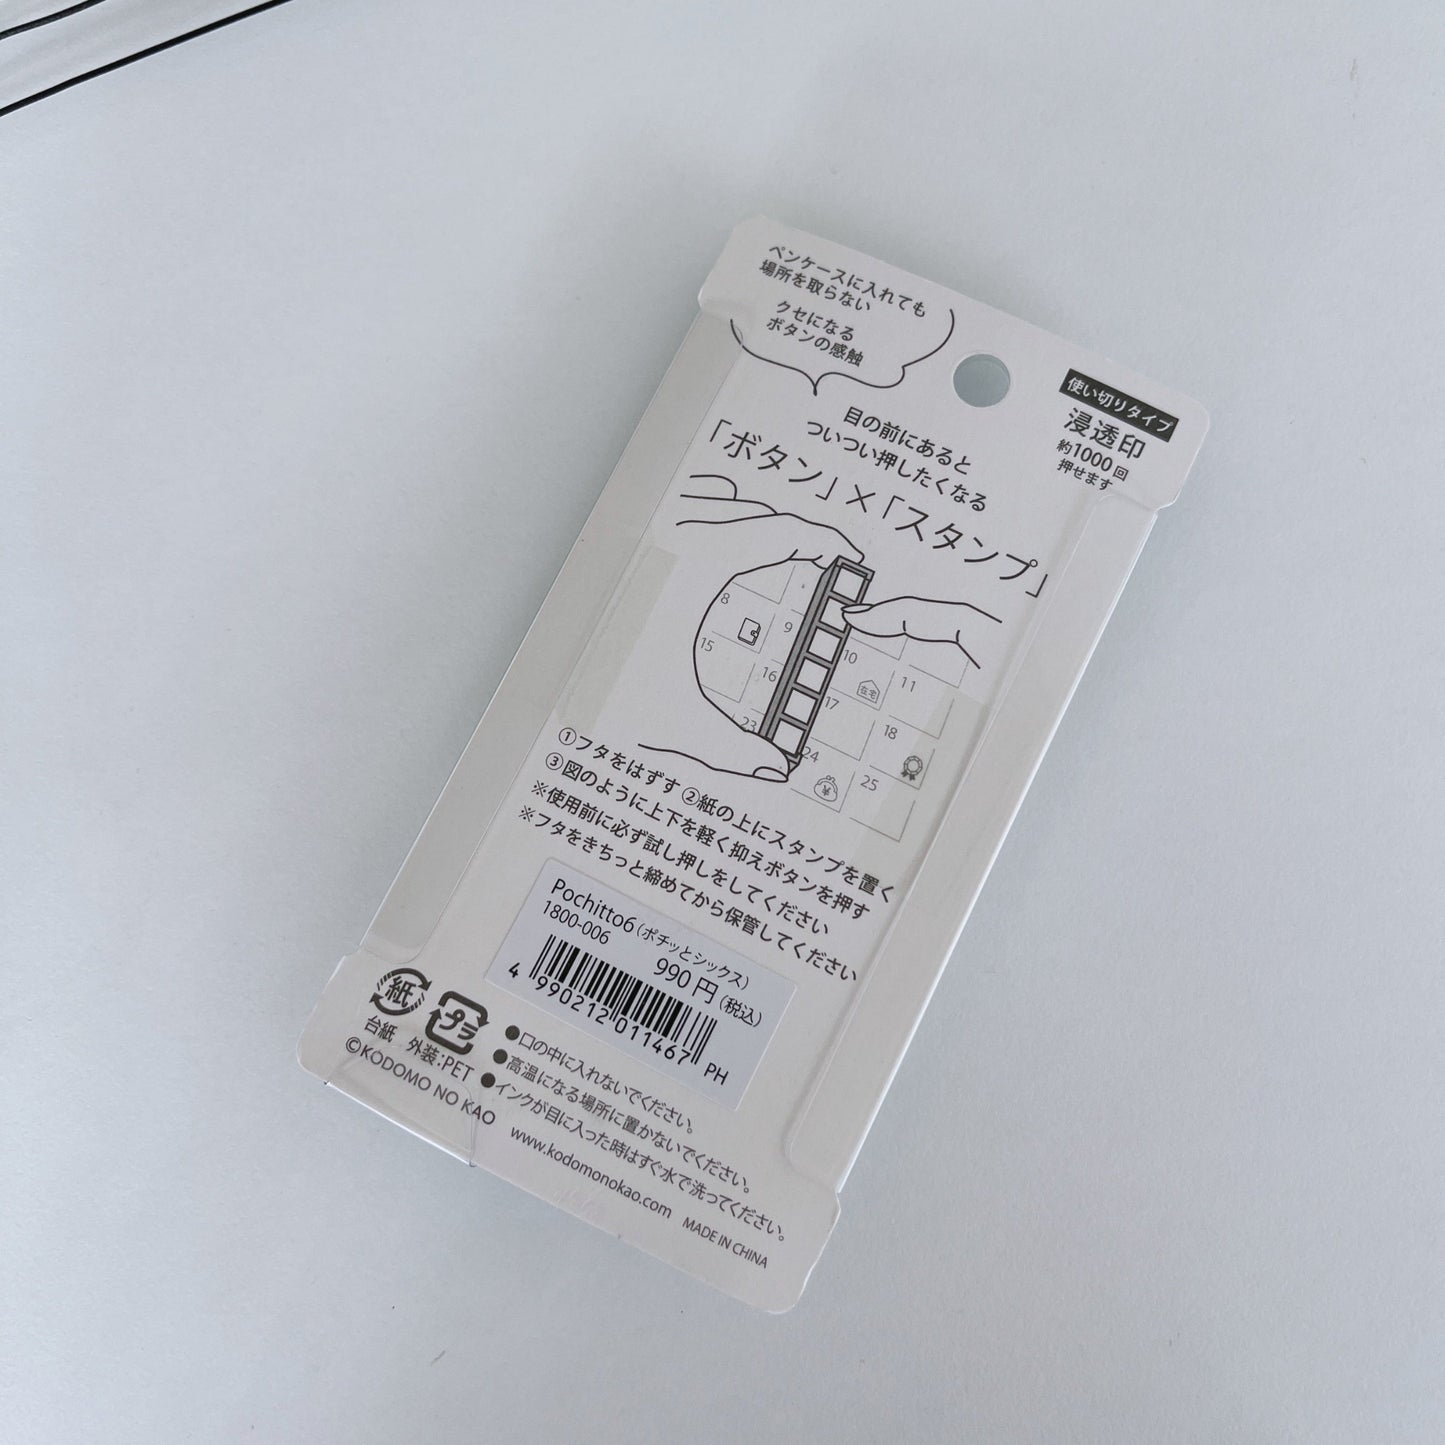 ペンケースに入れても
場所を取らない
クセになる
ボタンの感触
使い切りタイプ
浸透印
約1000回
押せます
目の前にあると
ついつい押したくなる
「ボタン」×「スタンプ」
8
9
10
在宅
11
15
16
17
18
23
24
¥
25
①フタをはずす ②紙の上にスタンプを置く
③図のように上下を軽く抑えボタンを押す
※使用前に必ず試し押しをしてください
※フタをきちっと締めてから保管してください
Pochitto6(ポチッとシックス)
1800-006
990円(税込)
4 990212 011467 PH
紙
プラ
台紙 外装:PET
©KODOMO NO KAO
●口の中に入れないでください。
●高温になる場所に置かないでください。
●インクが目に入った時はすぐ水で洗ってください。
www.kodomonokao.com MADE IN CHINA